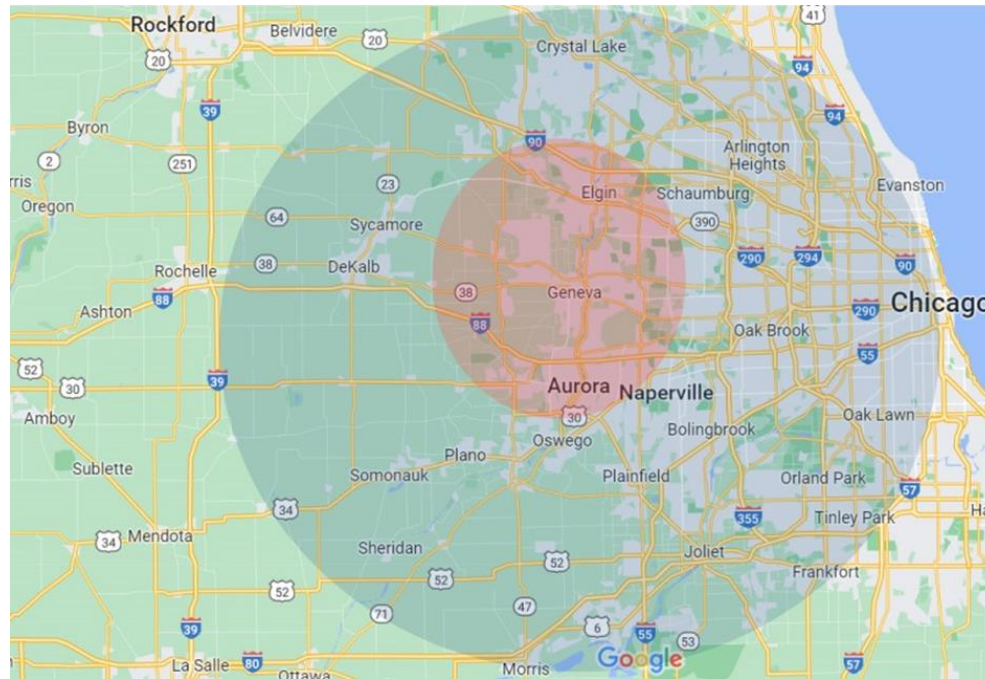 Rockford
Belvidere
20
41
20
Crystal Lake
94
39
94
Byron
90
Arlington
Heights
2
251
23
Elgin
Schaumburg
Evanston
Oregon
64
Sycamore
390
38
Rochelle
DeKalb
290
294
90
88
38
Geneva
Ashton
88
290
Chicago
Oak Brook
55
52
30
39
Aurora
Naperville
Amboy
30
Oak Lawn
Oswego
Bolingbrook
Plano
Sublette
Somonauk
Plainfield
Orland Park
57
34
355
Tinley Park
Mendota
34
Sheridan
Joliet
52
52
Frankfort
52
47
71
39
6
55
53
Google
La Salle
80
Ottawa
Morris
57